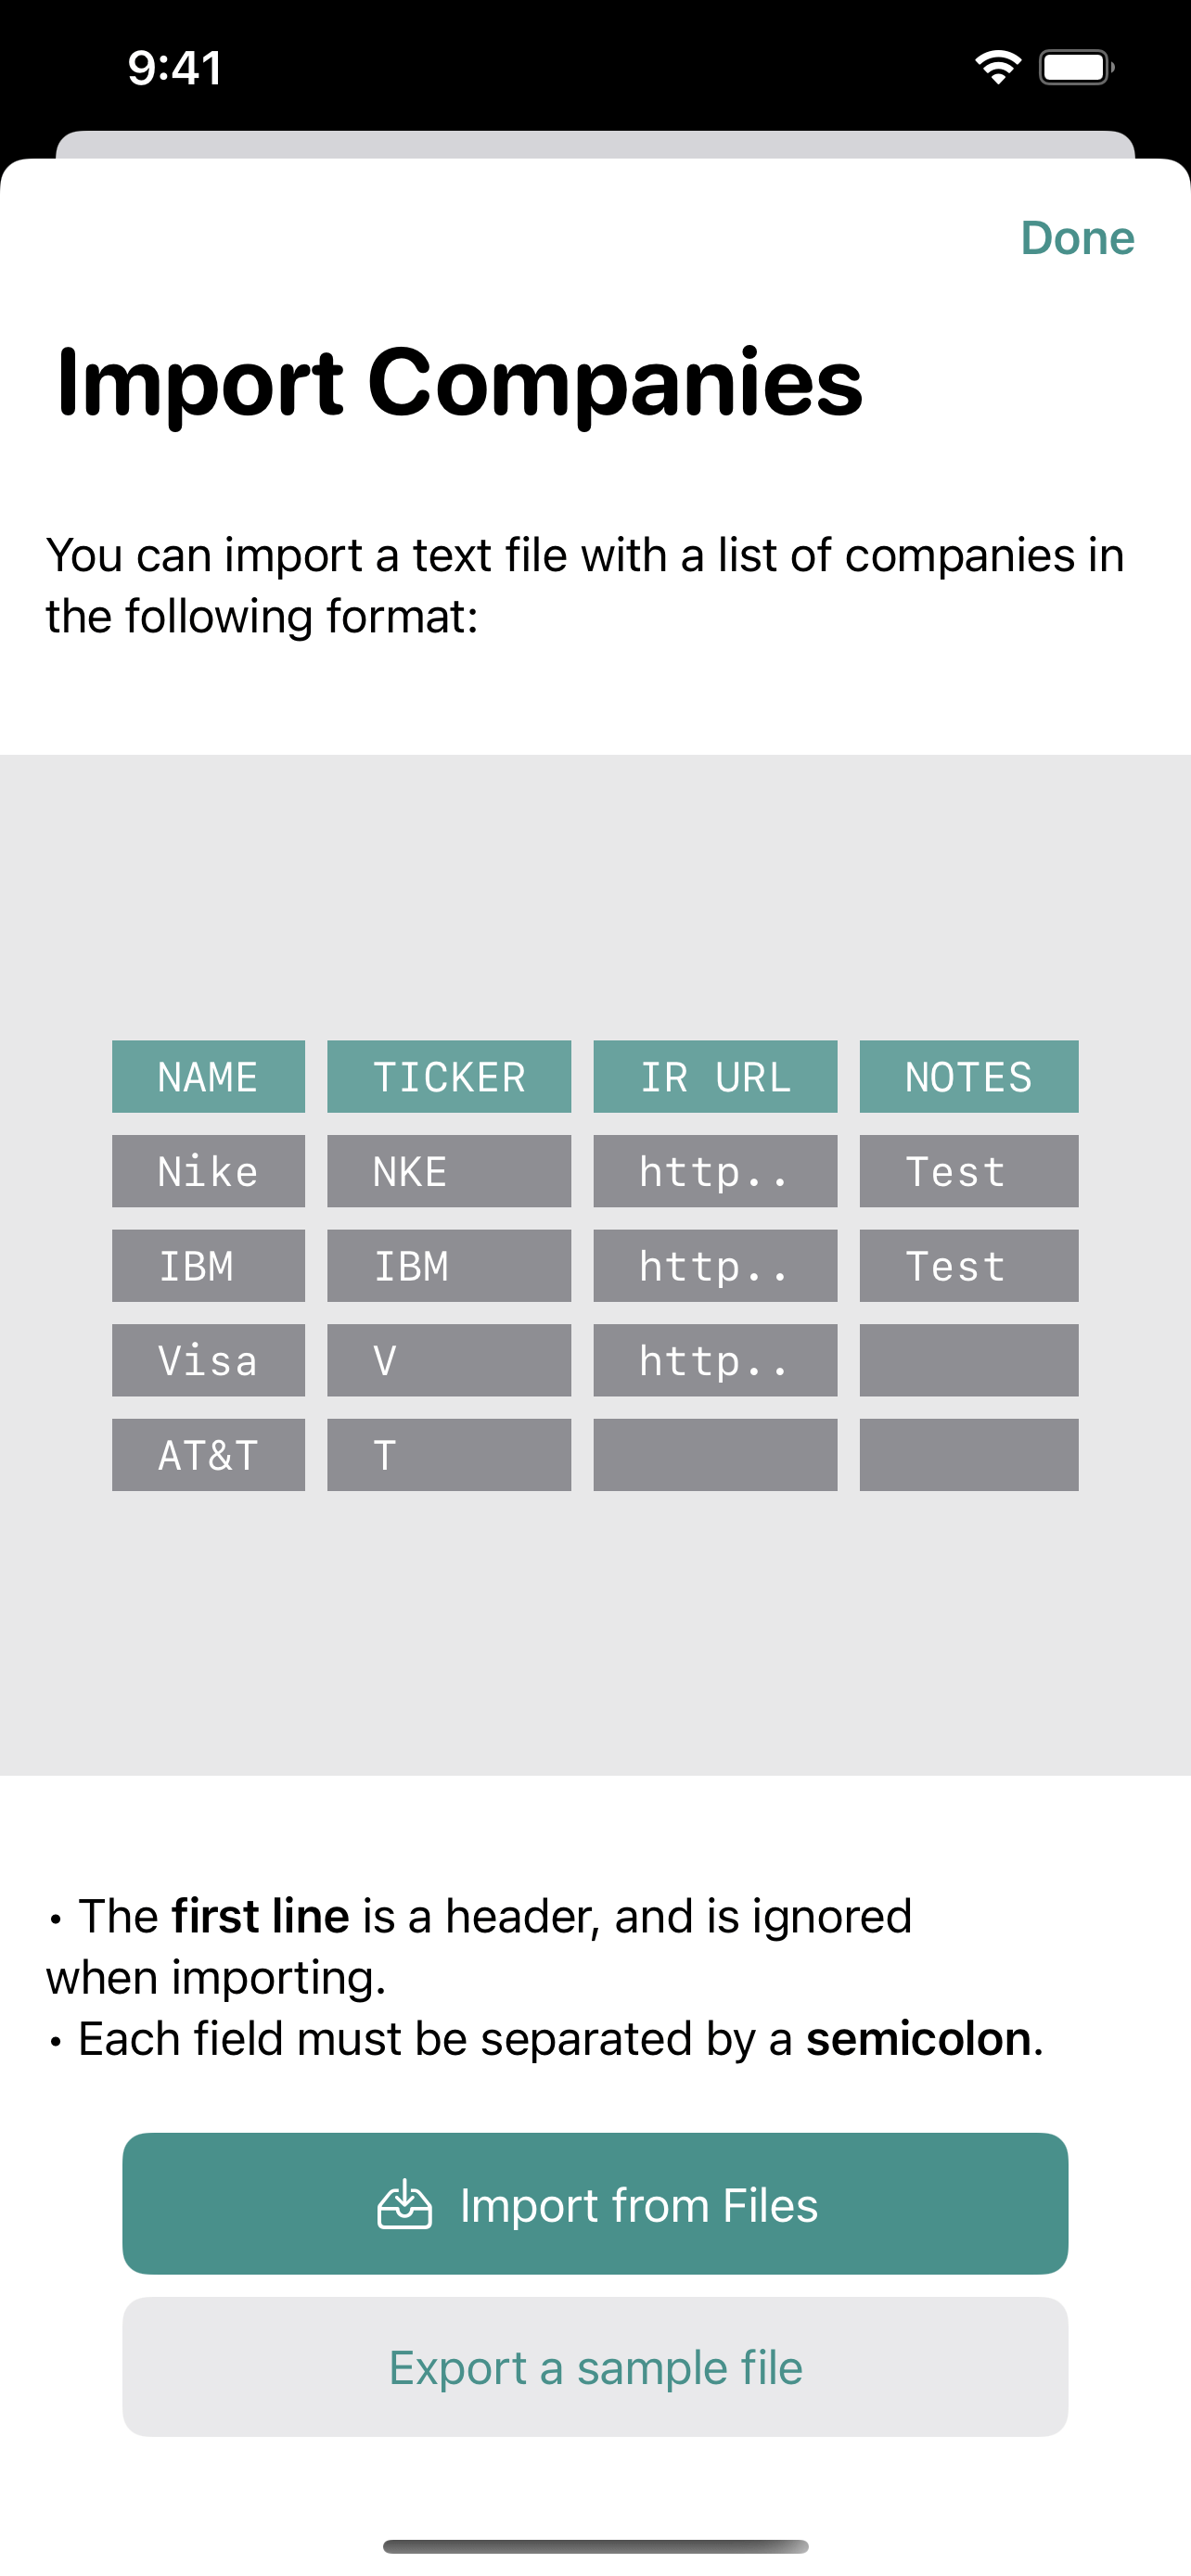 9:41
Done
Import Companies
You can import a text file with a list of companies in
the following format:
NAME TICKER IR URL NOTES
Nike NKE http.. Test
IBM IBM http.. Test
Visa V http..
AT&T T
• The first line is a header, and is ignored
when importing.
• Each field must be separated by a semicolon.
Import from Files
Export a sample file